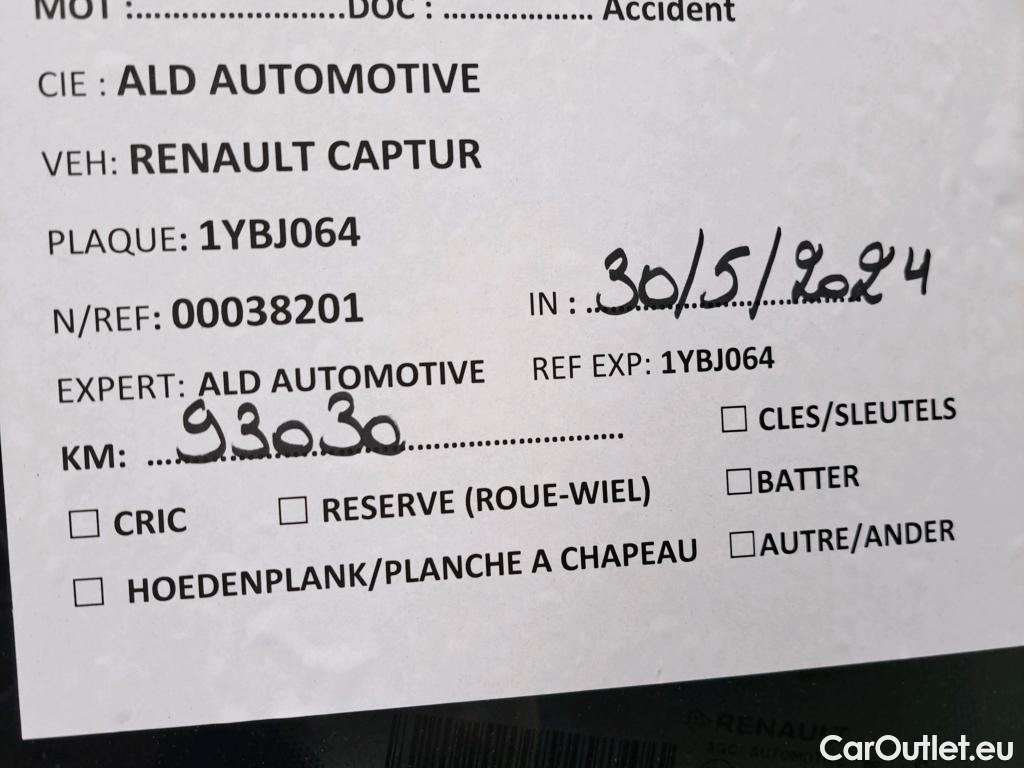 MOT :........................DOC : .................. Accident
CIE : ALD AUTOMOTIVE
VEH: RENAULT CAPTUR
PLAQUE: 1YBJ064
N/REF: 00038201 IN : 30/5/2024
EXPERT: ALD AUTOMOTIVE REF EXP: 1YBJ064
KM: ...93030............................
☐ CLES/SLEUTELS
☐ CRIC ☐ RESERVE (ROUE-WIEL) ☐ BATTER
☐ HOEDENPLANK/PLANCHE A CHAPEAU ☐ AUTRE/ANDER
RENAULT
CarOutlet.eu